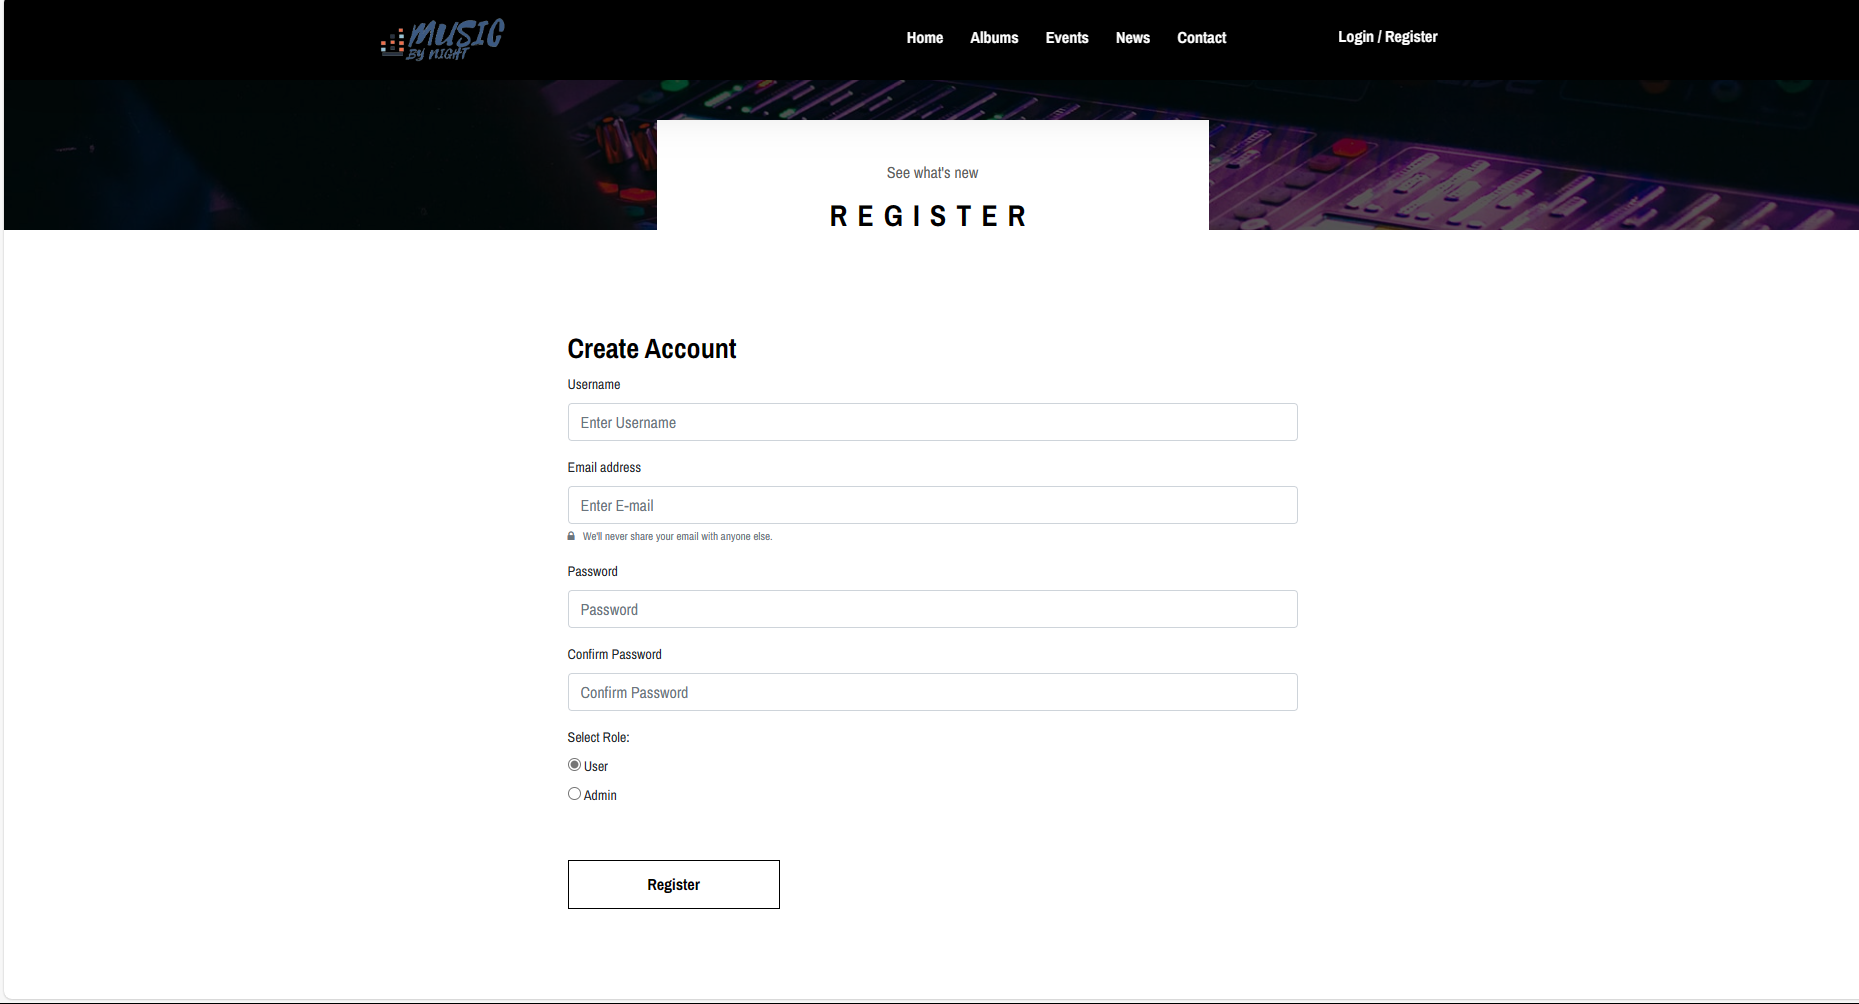 MUSIC
BY NIGHT
Home Albums Events News Contact Login / Register
See what's new
REGISTER
Create Account
Username
Enter Username
Email address
Enter E-mail
We'll never share your email with anyone else.
Password
Password
Confirm Password
Confirm Password
Select Role:
User
Admin
Register